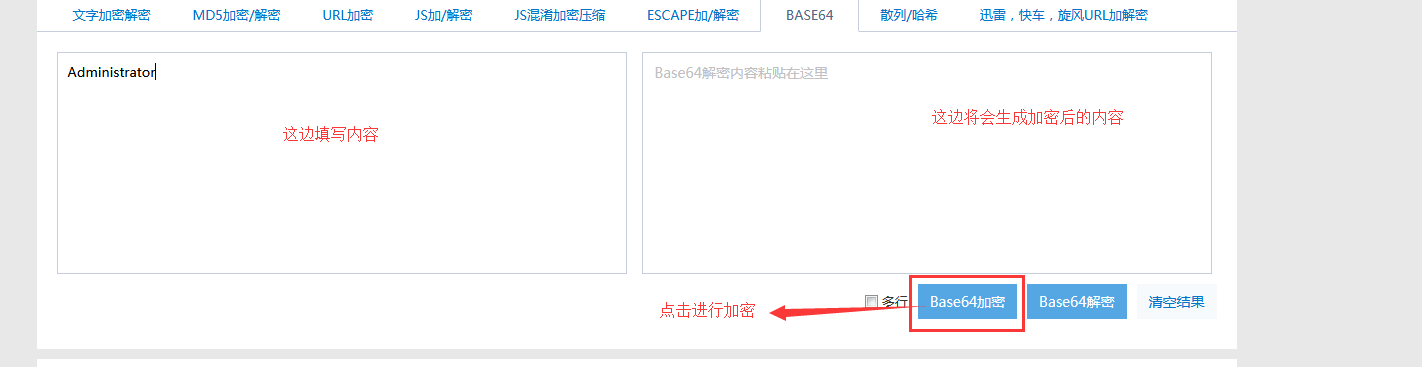 文字加密解密 MD5加密/解密 URL加密 JS加/解密 JS混淆加密压缩 ESCAPE加/解密 BASE64 散列/哈希 迅雷，快车，旋风URL加解密
Administrator
Base64解密内容粘贴在这里
这边将会生成加密后的内容
这边填写内容
多行 Base64加密 Base64解密 清空结果
点击进行加密